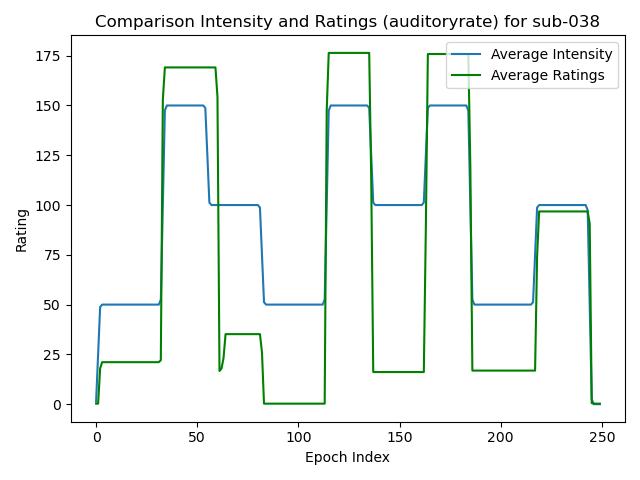 Comparison Intensity and Ratings (auditoryrate) for sub-038
Average Intensity
Average Ratings
175
150
125
100
75
50
25
0
Rating
0 50 100 150 200 250
Epoch Index